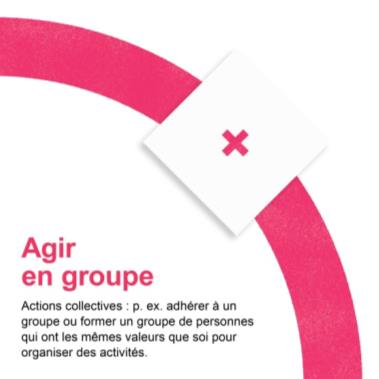 Agir
en groupe
Actions collectives : p. ex. adhérer à un
groupe ou former un groupe de personnes
qui ont les mêmes valeurs que soi pour
organiser des activités.